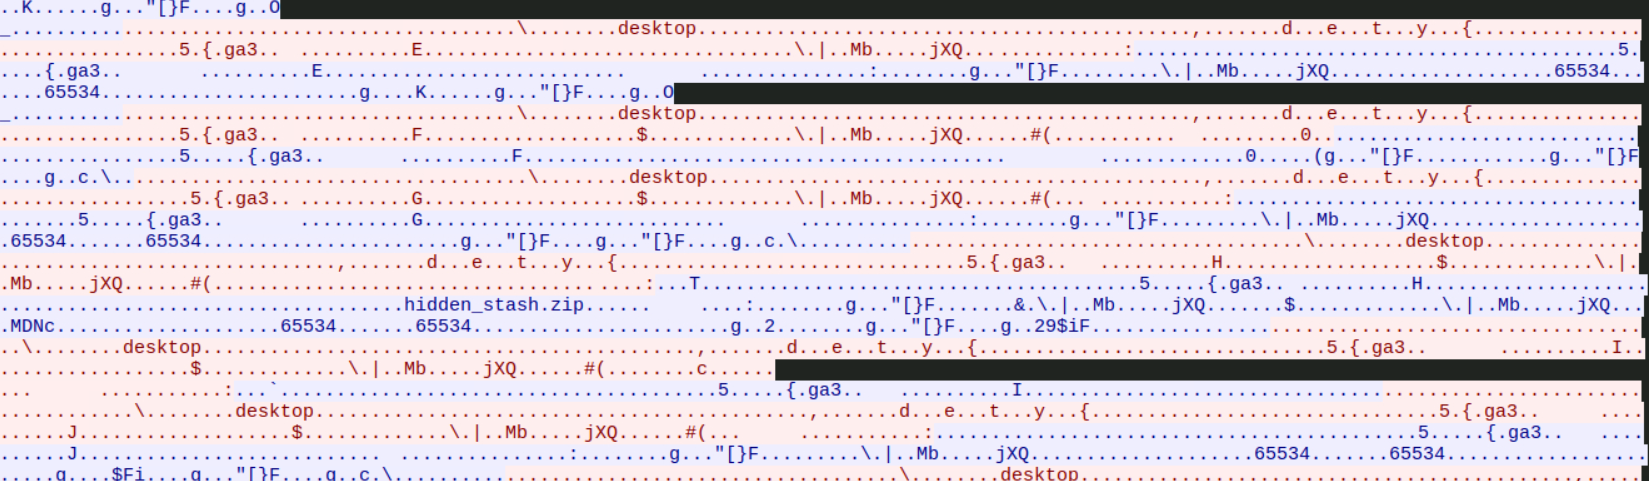 ..K......g..."[}F....g..O
_..............................................\........desktop............................................,.......d...e...t...y...{...............
................5.{.ga3..  ..........E.................................\.|..Mb.....jXQ..............:...........................................5.
....{.ga3..       ..........E...........................      ...............:........g..."[}F.........\.|..Mb.....jXQ....................65534...
....65534.......................g....K......g..."[}F....g..O
_..............................................\........desktop............................................,.......d...e...t...y...{...............
................5.{.ga3..  ..........F...................$.............\.|..Mb.....jXQ......#(...........  .........0.............................
................5.....{.ga3..       ..........F...........................................        .............0.....(g..."[}F............g..."[}F
....g..c.\.....................................\........desktop............................................,.......d...e...t...y...{..............
.................5.{.ga3.. ..........G...................$.............\.|..Mb.....jXQ......#(...  ...........:....................................
.......5.....{.ga3..       ..........G.................................  ...............:........g..."[}F.........\.|..Mb.....jXQ...................
.65534.......65534.......................g..."[}F....g..."[}F....g..c.\.............................................\........desktop..............
..............................,.......d...e...t...y...{...............................5.{.ga3..   ..........H...................$.............\.|.
.Mb.....jXQ......#(.......................................:...T.......................................5.....{.ga3..       ..........H....................
....................................hidden_stash.zip......    ....:........g..."[}F.......&.\.|..Mb.....jXQ.......$.............\.|..Mb.....jXQ...
.MDNc....................65534.......65534.......................g..2........g..."[}F....g..29$iF.................................................
..\........desktop............................................,.......d...e...t...y...{...............................5.{.ga3..      ..........I..
.................$.............\.|..Mb.....jXQ......#(........c......
...      ............:...`.......................................5.....{.ga3..       ..........I.......................................................
............\........desktop............................................,.......d...e...t...y...{...............................5.{.ga3..     ....
......J...................$.............\.|..Mb.....jXQ......#(...     ............:...........................................5.....{.ga3..    ....
......J...........................  ...............:........g..."[}F.........\.|..Mb.....jXQ....................65534.......65534.................
.....g....$Fi....g..."[}F....g..c.\.............................................\........desktop............................................,.....